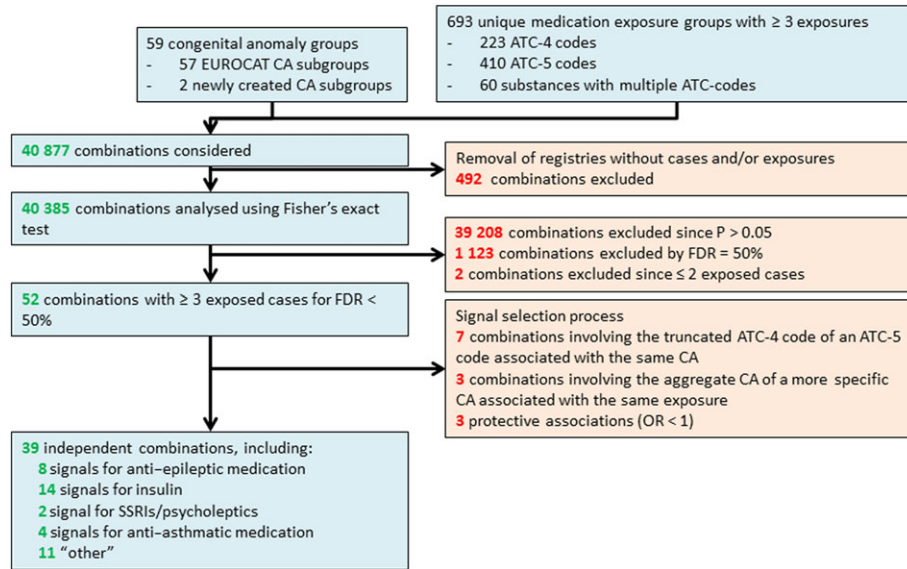 59 congenital anomaly groups
- 57 EUROCAT CA subgroups
- 2 newly created CA subgroups
693 unique medication exposure groups with ≥ 3 exposures
- 223 ATC-4 codes
- 410 ATC-5 codes
- 60 substances with multiple ATC-codes
40 877 combinations considered
Removal of registries without cases and/or exposures
492 combinations excluded
40 385 combinations analysed using Fisher's exact
test
39 208 combinations excluded since P > 0.05
1 123 combinations excluded by FDR = 50%
2 combinations excluded since ≤ 2 exposed cases
52 combinations with ≥ 3 exposed cases for FDR <
50%
Signal selection process
7 combinations involving the truncated ATC-4 code of an ATC-5
code associated with the same CA
3 combinations involving the aggregate CA of a more specific
CA associated with the same exposure
3 protective associations (OR < 1)
39 independent combinations, including:
8 signals for anti-epileptic medication
14 signals for insulin
2 signal for SSRIs/psycholeptics
4 signals for anti-asthmatic medication
11 "other"